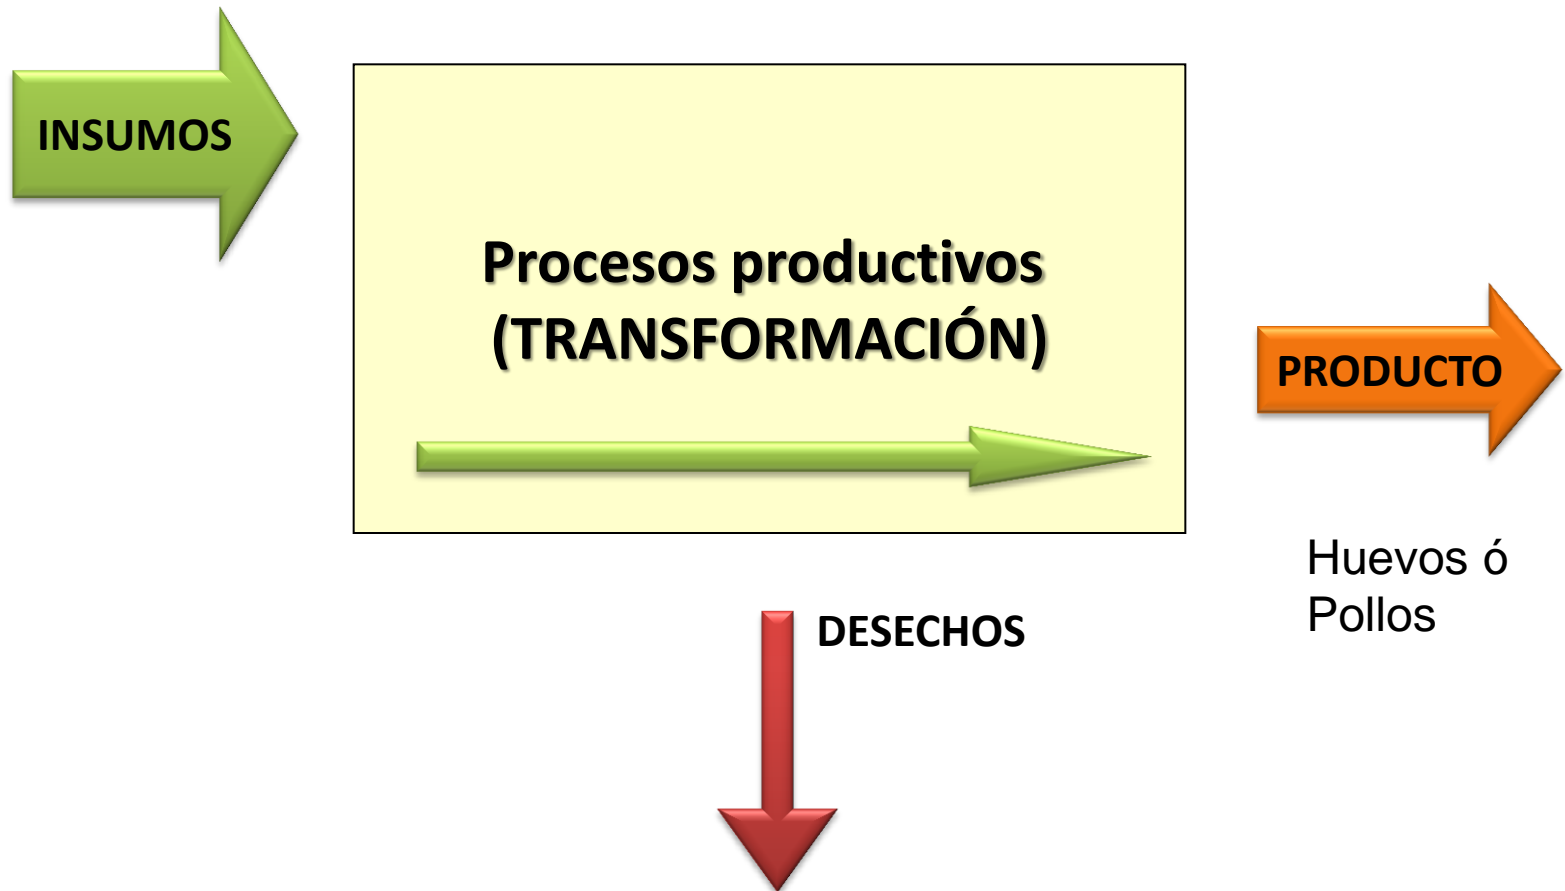 INSUMOS
Procesos productivos
(TRANSFORMACIÓN)
PRODUCTO
Huevos ó
Pollos
DESECHOS